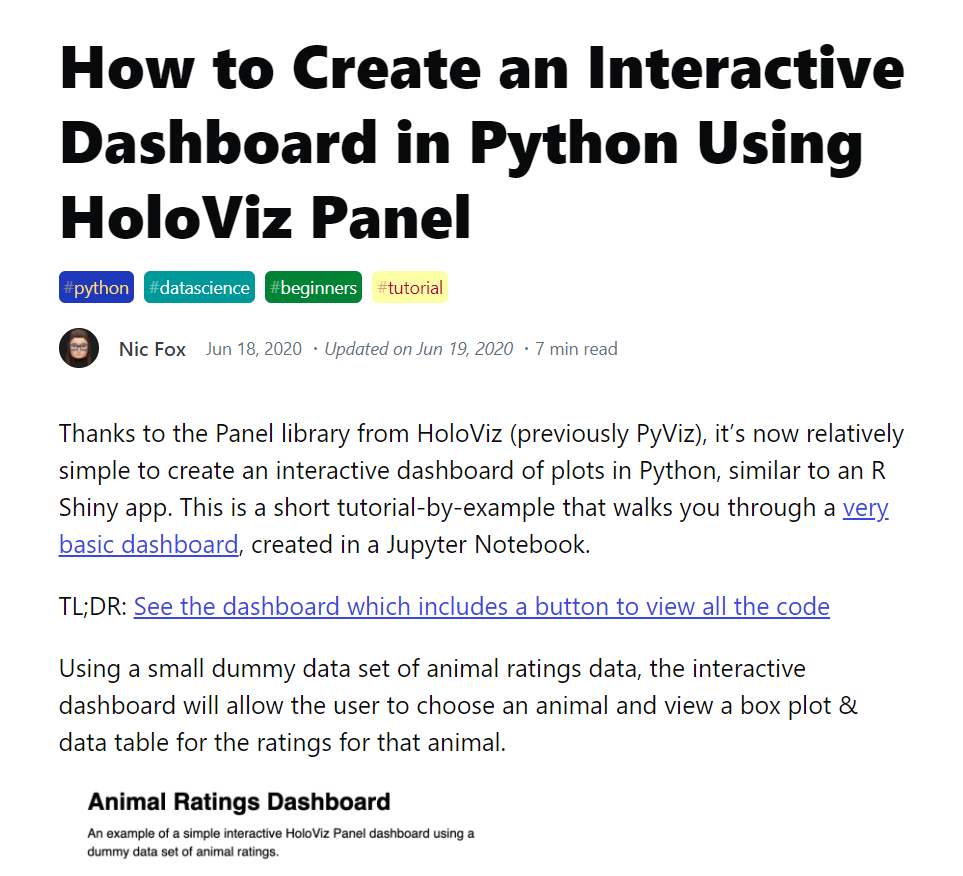 How to Create an Interactive
Dashboard in Python Using
HoloViz Panel
#python #datascience #beginners #tutorial
Nic Fox Jun 18, 2020 · Updated on Jun 19, 2020 · 7 min read
Thanks to the Panel library from HoloViz (previously PyViz), it’s now relatively
simple to create an interactive dashboard of plots in Python, similar to an R
Shiny app. This is a short tutorial-by-example that walks you through a very
basic dashboard, created in a Jupyter Notebook.
TL;DR: See the dashboard which includes a button to view all the code
Using a small dummy data set of animal ratings data, the interactive
dashboard will allow the user to choose an animal and view a box plot &
data table for the ratings for that animal.
Animal Ratings Dashboard
An example of a simple interactive HoloViz Panel dashboard using a
dummy data set of animal ratings.